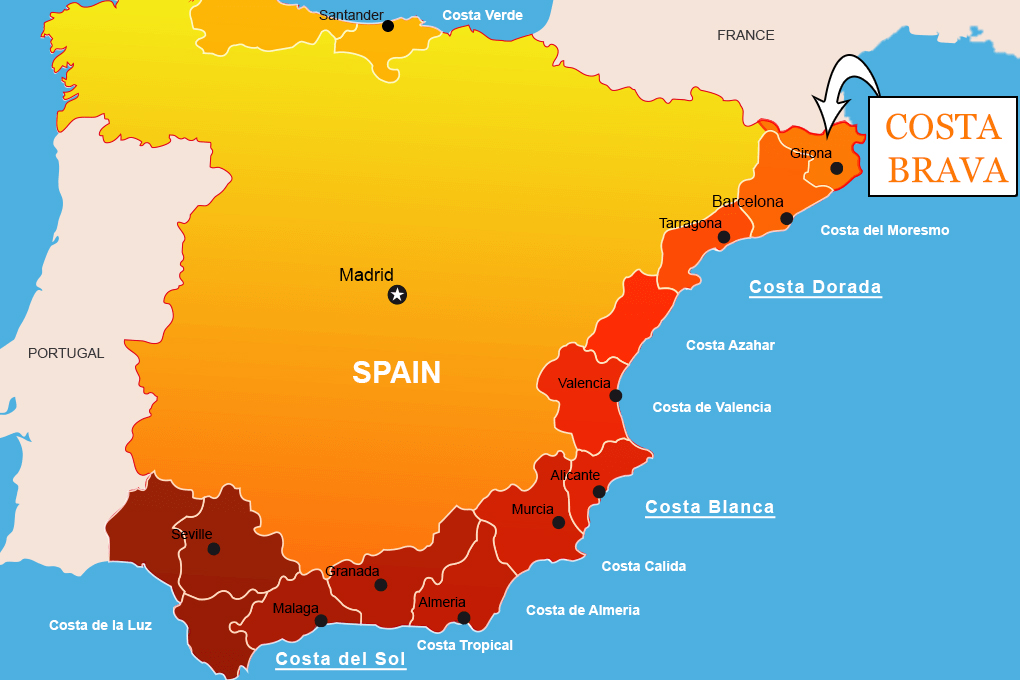 Santander
Costa Verde
FRANCE
COSTA
BRAVA
Girona
Barcelona
Tarragona
Costa del Moresmo
Madrid
Costa Dorada
Costa Azahar
PORTUGAL
SPAIN
Valencia
Costa de Valencia
Alicante
Costa Blanca
Murcia
Seville
Costa Calida
Granada
Almeria
Malaga
Costa de Almeria
Costa de la Luz
Costa Tropical
Costa del Sol